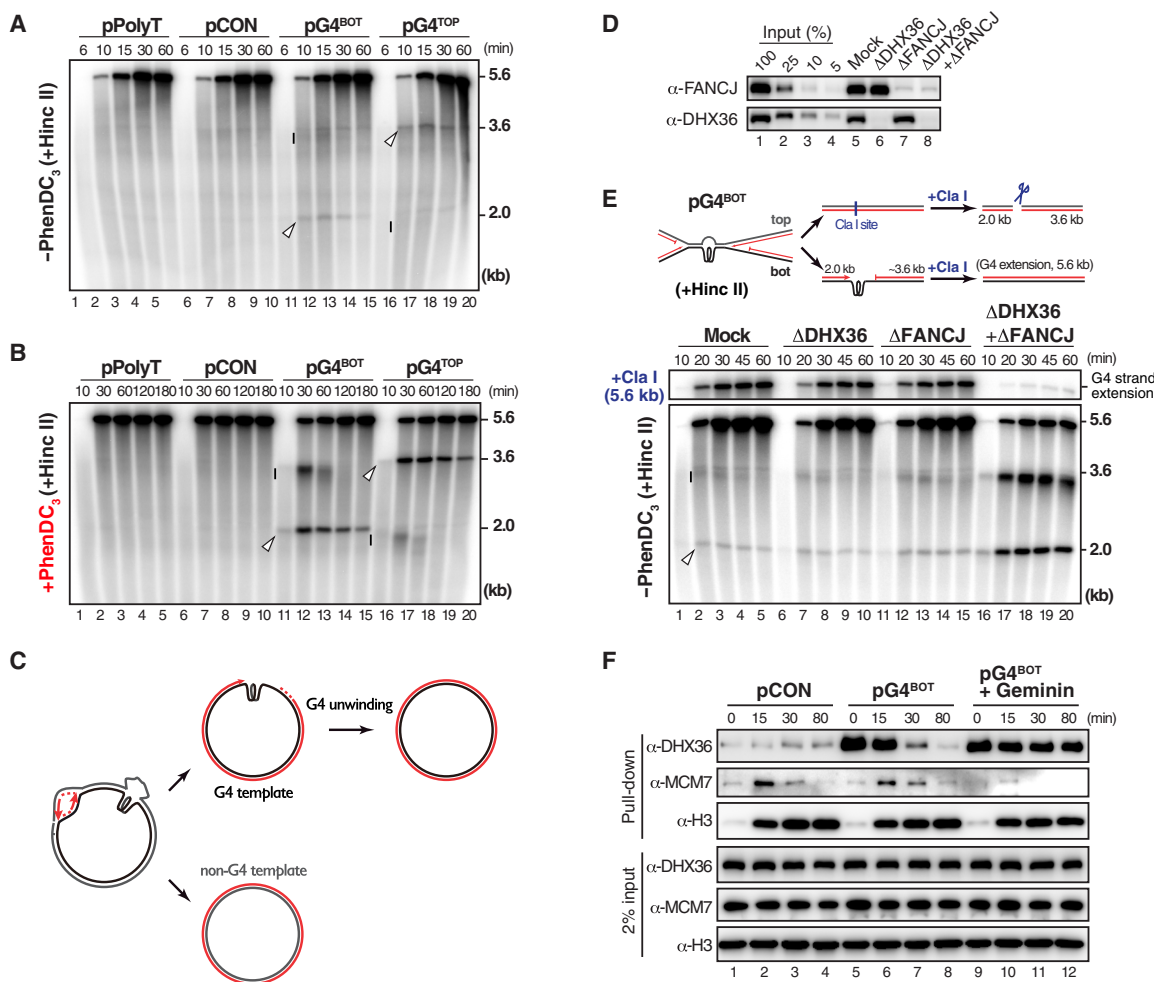 A
pPolyT pCON pG4BOT pG4TOP
6 10 15 30 60 6 10 15 30 60 6 10 15 30 60 6 10 15 30 60 (min)
–PhenDC3 (+Hinc II)
5.6
3.6
2.0
(kb)
1 2 3 4 5 6 7 8 9 10 11 12 13 14 15 16 17 18 19 20
B
pPolyT pCON pG4BOT pG4TOP
10 30 60 120 180 10 30 60 120 180 10 30 60 120 180 10 30 60 120 180 (min)
+PhenDC3 (+Hinc II)
5.6
3.6
2.0
(kb)
1 2 3 4 5 6 7 8 9 10 11 12 13 14 15 16 17 18 19 20
C
G4 unwinding
G4 template
non-G4 template
D
Input (%)
100 25 10 5 Mock ΔDHX36 ΔFANCJ ΔDHX36 +ΔFANCJ
α-FANCJ
α-DHX36
1 2 3 4 5 6 7 8
E
pG4BOT
top
bot
(+Hinc II)
Cla I site
+Cla I
2.0 kb 3.6 kb
2.0 kb ~3.6 kb
+Cla I
(G4 extension, 5.6 kb)
Mock ΔDHX36 ΔFANCJ ΔDHX36
+ΔFANCJ
10 20 30 45 60 10 20 30 45 60 10 20 30 45 60 10 20 30 45 60 (min)
+Cla I
(5.6 kb)
G4 strand
extension
–PhenDC3 (+Hinc II)
5.6
3.6
2.0
(kb)
1 2 3 4 5 6 7 8 9 10 11 12 13 14 15 16 17 18 19 20
F
pCON pG4BOT pG4BOT
+ Geminin
0 15 30 80 0 15 30 80 0 15 30 80 (min)
Pull-down
α-DHX36
α-MCM7
α-H3
2% input
α-DHX36
α-MCM7
α-H3
1 2 3 4 5 6 7 8 9 10 11 12